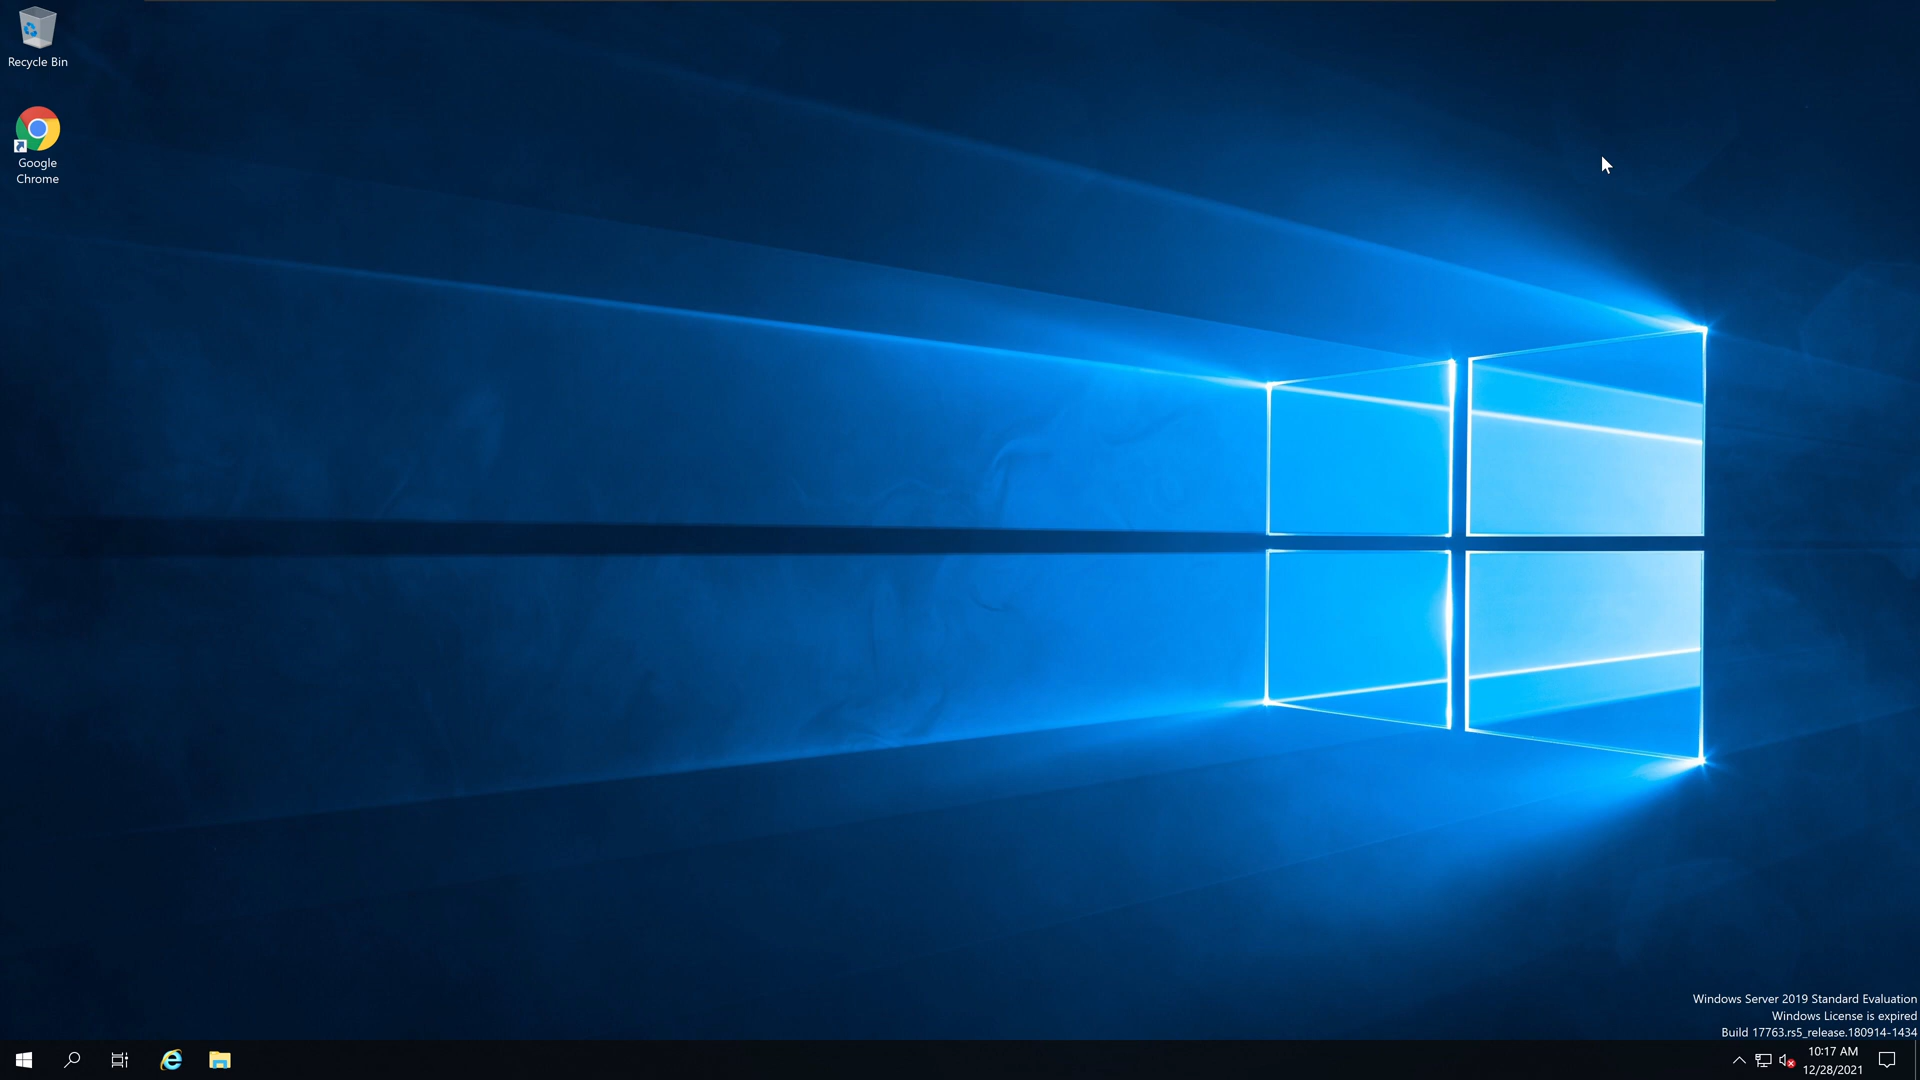 Recycle Bin
Google
Chrome
Windows Server 2019 Standard Evaluation
Windows License is expired
Build 17763.rs5_release.180914-1434
10:17 AM
12/28/2021